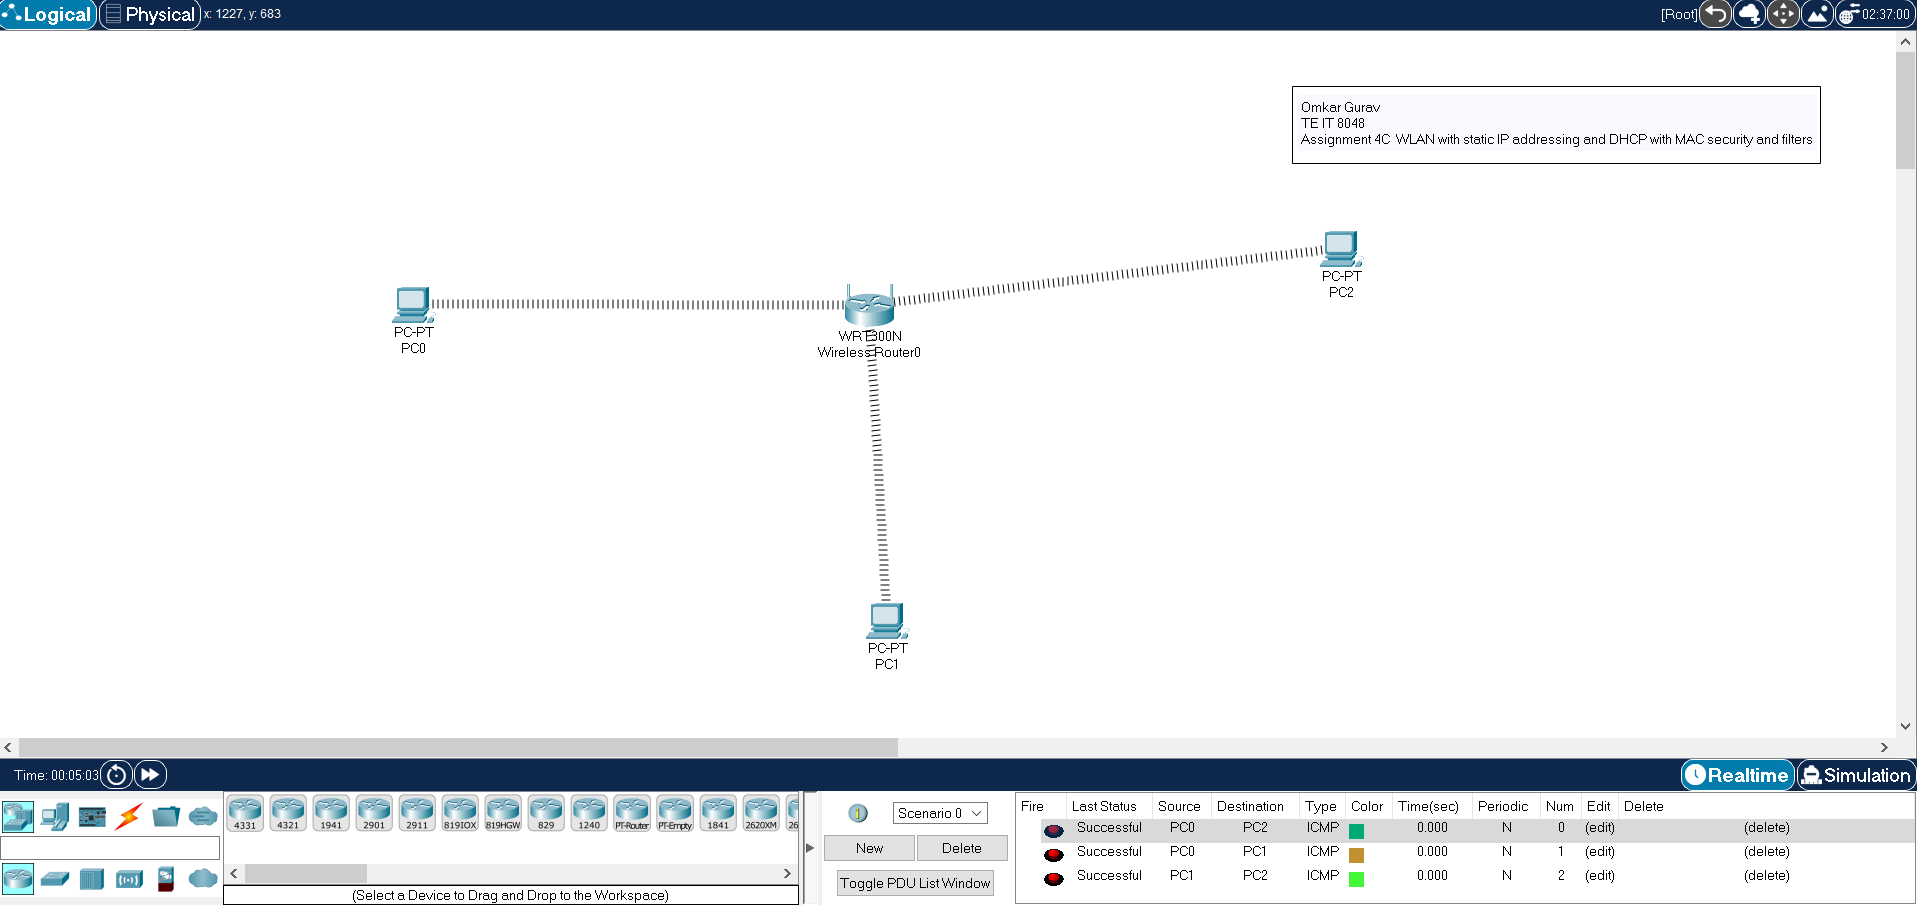 Logical Physical x: 1227, y: 683 [Root] 02:37:00
Omkar Gurav
TE IT 8048
Assignment 4C WLAN with static IP addressing and DHCP with MAC security and filters
PC-PT
PC2
PC-PT
PC0
WRT300N
Wireless Router0
PC-PT
PC1
Time: 00:05:03 Realtime Simulation
4331 4321 1941 2901 2911 819IOX 819HGW 829 1240 PT-Router PT-Empty 1841 2620XM 26
(Select a Device to Drag and Drop to the Workspace)
Scenario 0
New Delete
Toggle PDU List Window
Fire Last Status Source Destination Type Color Time(sec) Periodic Num Edit Delete
Successful PC0 PC2 ICMP 0.000 N 0 (edit) (delete)
Successful PC0 PC1 ICMP 0.000 N 1 (edit) (delete)
Successful PC1 PC2 ICMP 0.000 N 2 (edit) (delete)